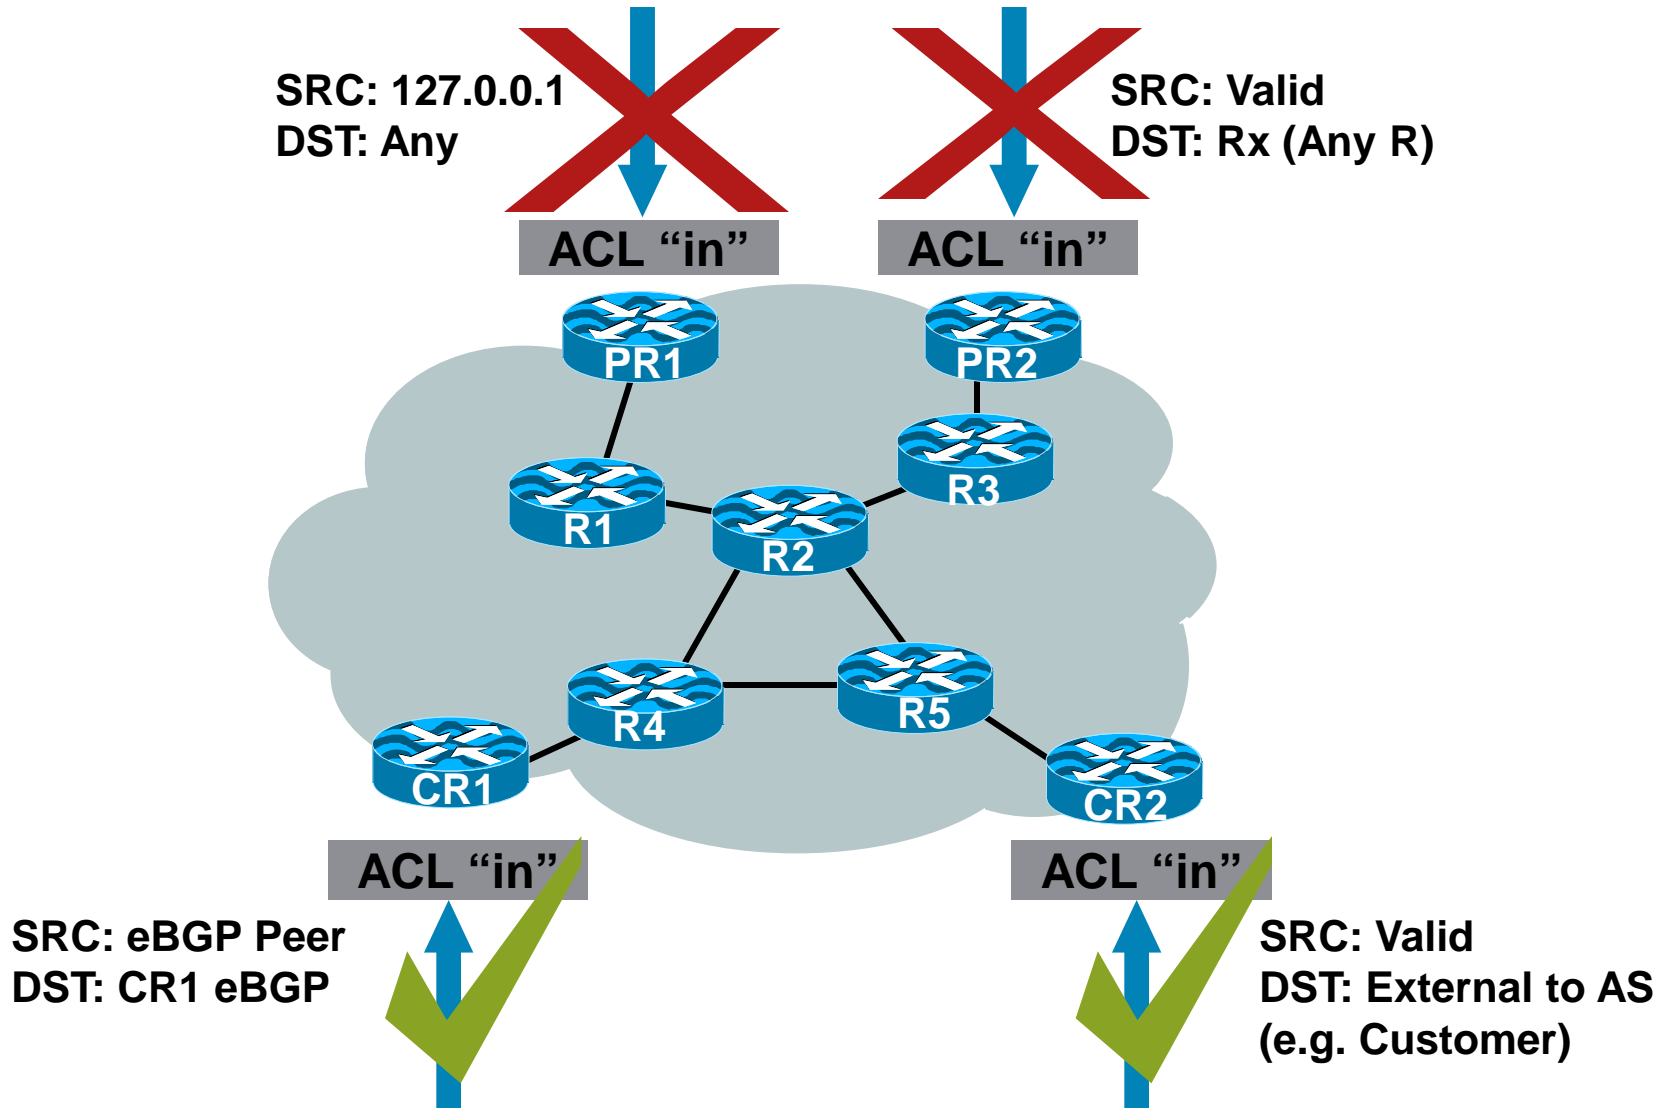 SRC: 127.0.0.1
DST: Any
SRC: Valid
DST: Rx (Any R)
ACL “in”
ACL “in”
PR1
PR2
R3
R1
R2
R4
R5
CR1
CR2
ACL “in”
ACL “in”
SRC: eBGP Peer
DST: CR1 eBGP
SRC: Valid
DST: External to AS
(e.g. Customer)